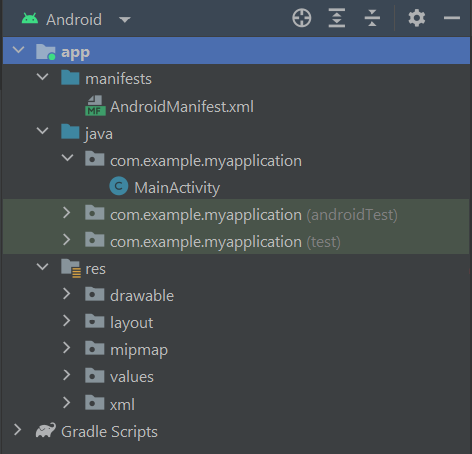 Android
app
manifests
MF AndroidManifest.xml
java
com.example.myapplication
C MainActivity
com.example.myapplication (androidTest)
com.example.myapplication (test)
res
drawable
layout
mipmap
values
xml
Gradle Scripts